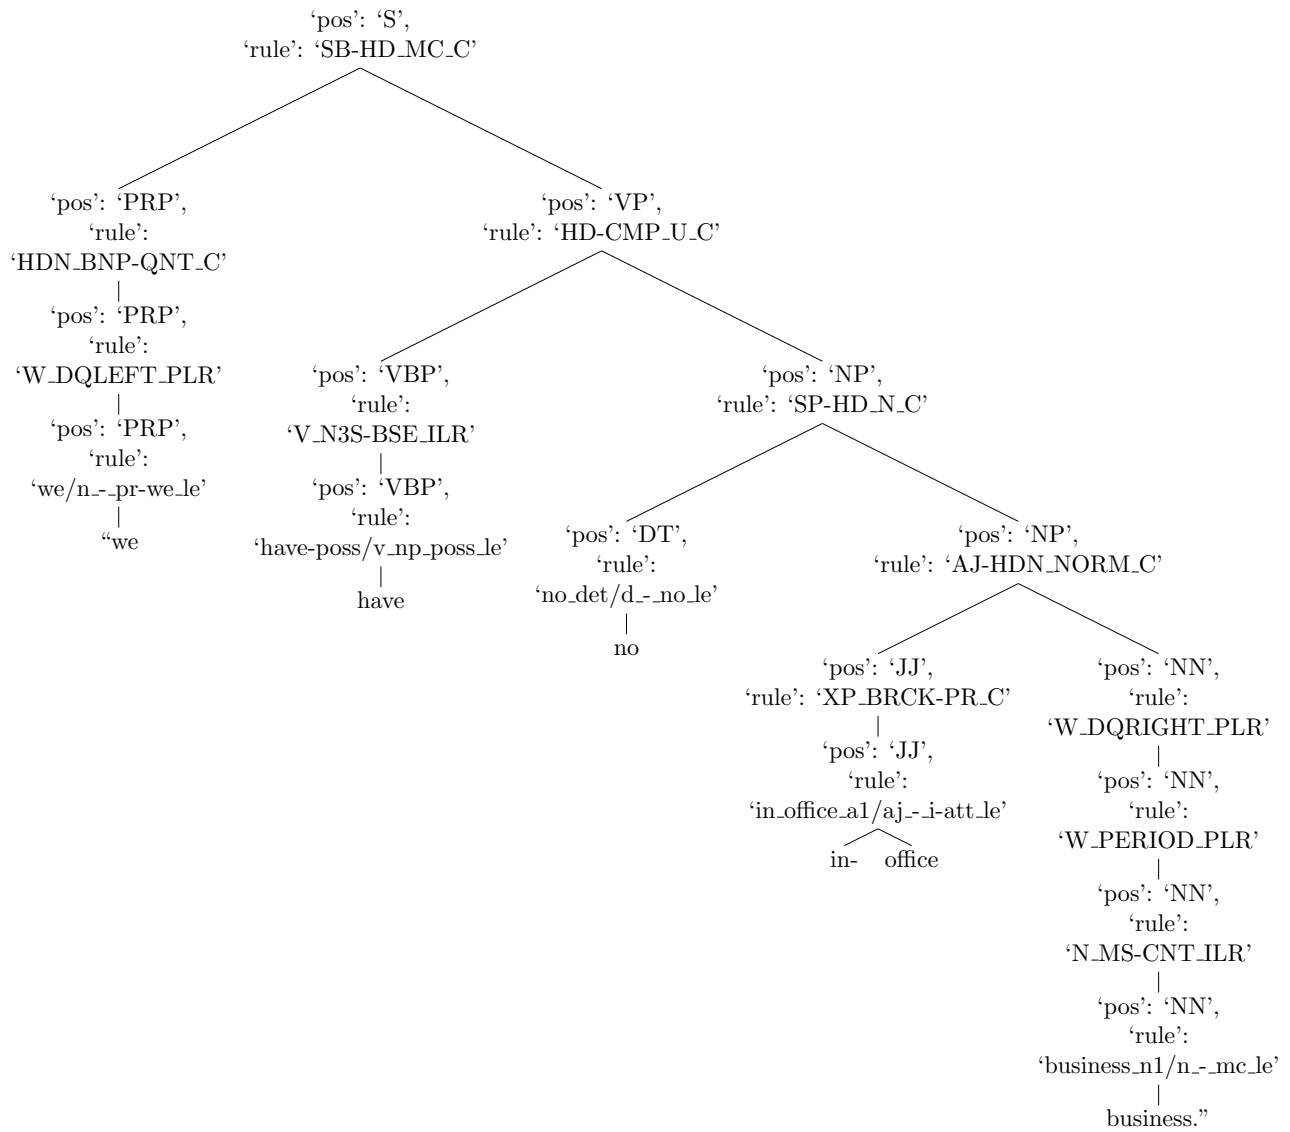 ‘pos’: ‘S’,
‘rule’: ‘SB-HD_MC_C’
‘pos’: ‘PRP’,
‘rule’:
‘HDN_BNP-QNT_C’
‘pos’: ‘PRP’,
‘rule’:
‘W_DQLEFT_PLR’
‘pos’: ‘PRP’,
‘rule’:
‘we/n_-_pr-we_le’
“we
‘pos’: ‘VP’,
‘rule’: ‘HD-CMP_U_C’
‘pos’: ‘VBP’,
‘rule’:
‘V_N3S-BSE_ILR’
‘pos’: ‘VBP’,
‘rule’:
‘have-poss/v_np_poss_le’
have
‘pos’: ‘NP’,
‘rule’: ‘SP-HD_N_C’
‘pos’: ‘DT’,
‘rule’:
‘no_det/d_-_no_le’
no
‘pos’: ‘NP’,
‘rule’: ‘AJ-HDN_NORM_C’
‘pos’: ‘JJ’,
‘rule’: ‘XP_BRCK-PR_C’
‘pos’: ‘JJ’,
‘rule’:
‘in_office_a1/aj_-_i-att_le’
in- office
‘pos’: ‘NN’,
‘rule’:
‘W_DQRIGHT_PLR’
‘pos’: ‘NN’,
‘rule’:
‘W_PERIOD_PLR’
‘pos’: ‘NN’,
‘rule’:
‘N_MS-CNT_ILR’
‘pos’: ‘NN’,
‘rule’:
‘business_n1/n_-_mc_le’
business.”